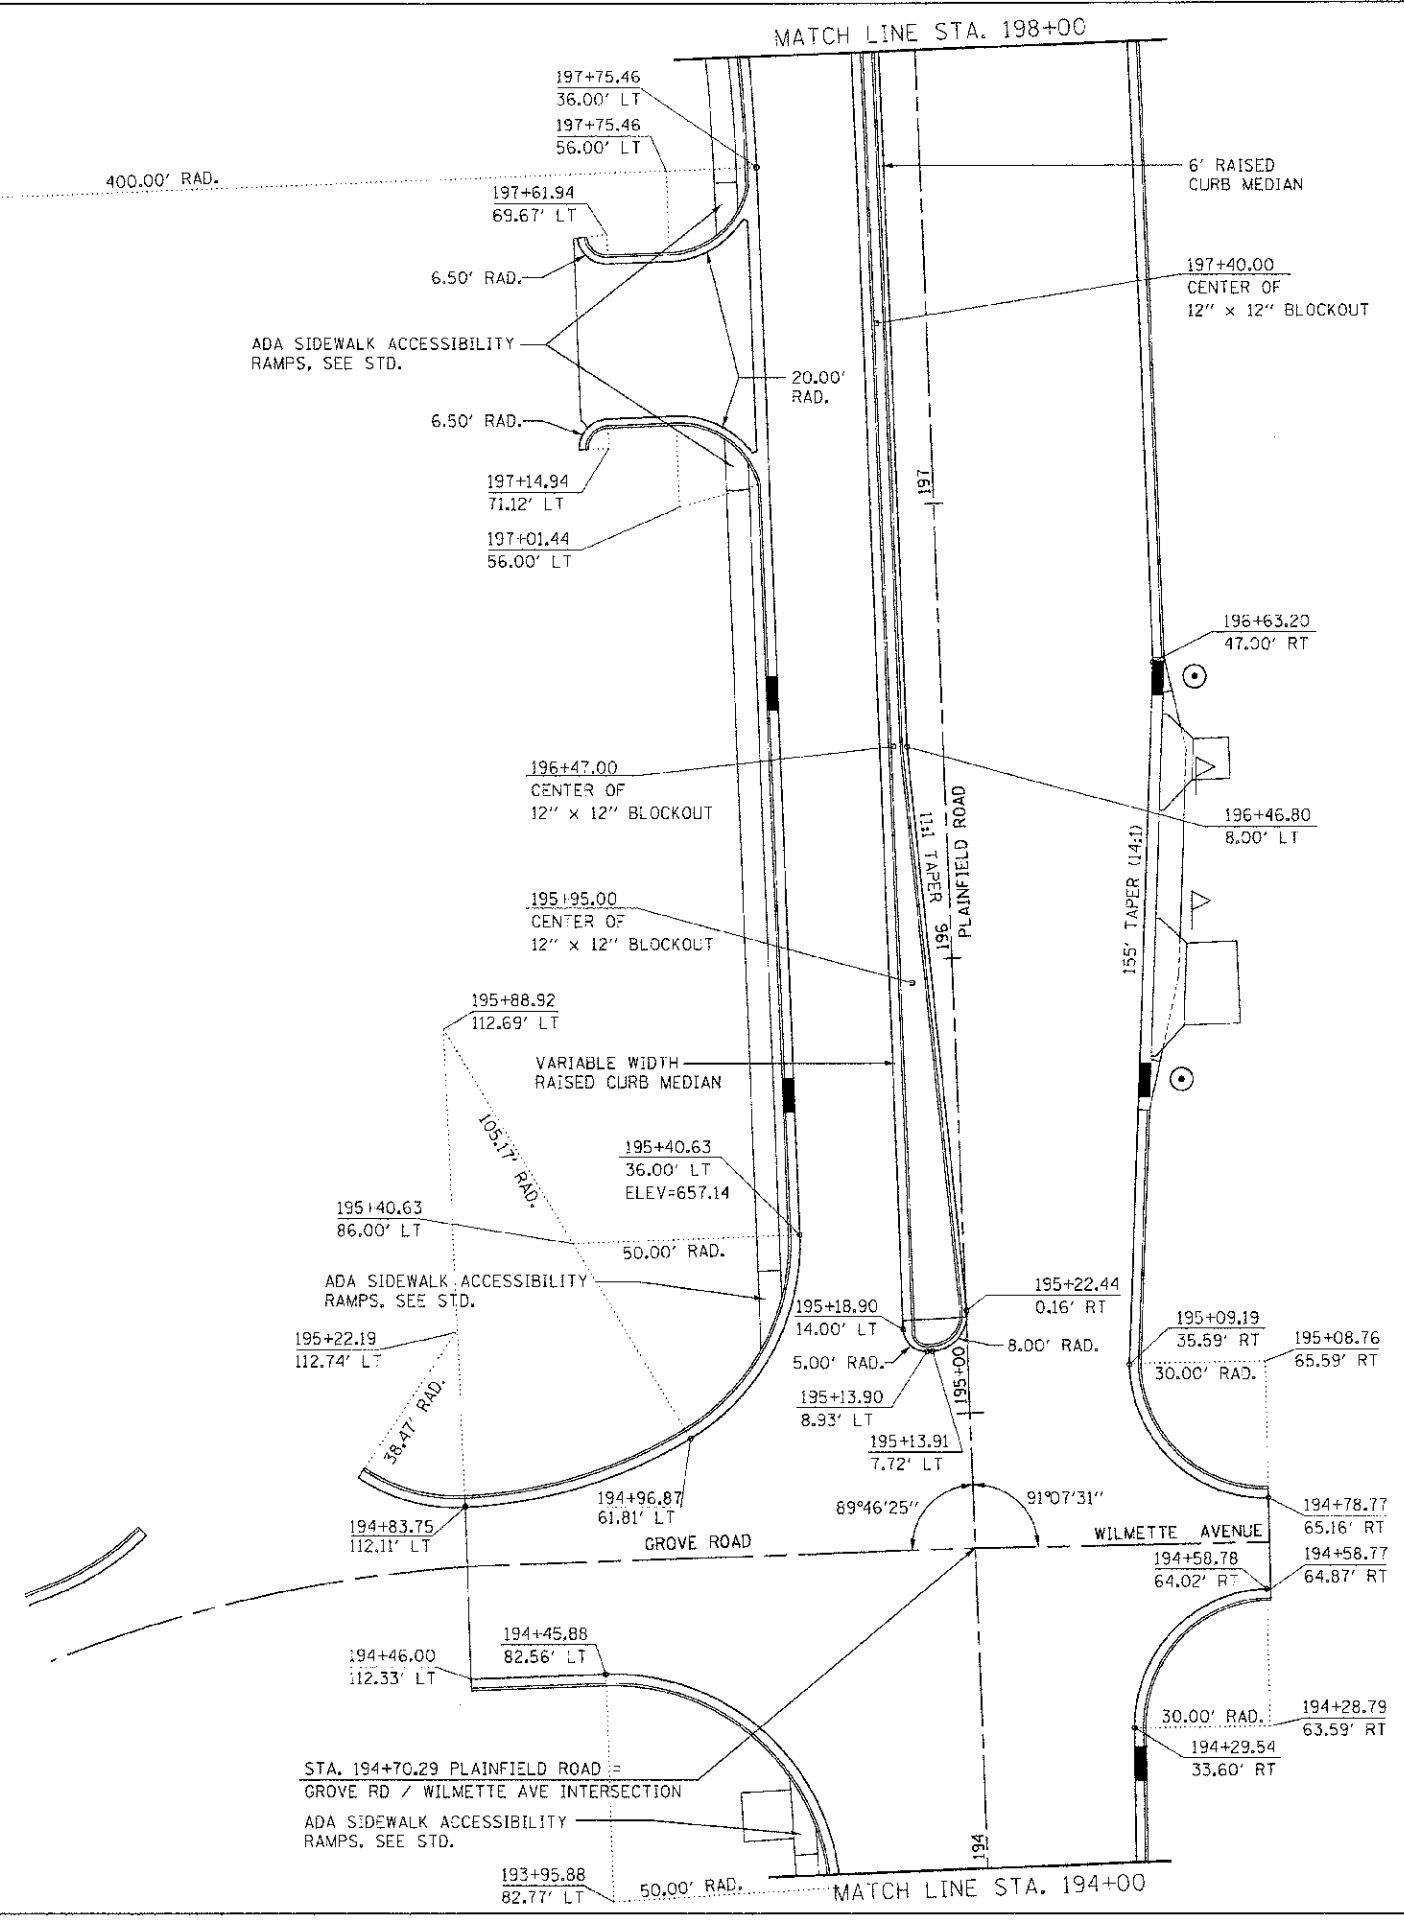 MATCH LINE STA. 198+00
197+75.46
36.00' LT
197+75.46
56.00' LT
400.00' RAD.
197+61.94
69.67' LT
6' RAISED
CURB MEDIAN
6.50' RAD.
197+40.00
CENTER OF
12" x 12" BLOCKOUT
ADA SIDEWALK ACCESSIBILITY
RAMPS, SEE STD.
20.00'
RAD.
6.50' RAD.
197+14.94
71.12' LT
197
197+01.44
56.00' LT
196+63.20
47.00' RT
196+47.00
CENTER OF
12" x 12" BLOCKOUT
11:1 TAPER
PLAINFIELD ROAD
196+46.80
8.00' LT
155' TAPER (14:1)
195+95.00
CENTER OF
12" x 12" BLOCKOUT
196
195+88.92
112.69' LT
VARIABLE WIDTH
RAISED CURB MEDIAN
105.17' RAD.
195+40.63
36.00' LT
ELEV=657.14
195+40.63
86.00' LT
50.00' RAD.
ADA SIDEWALK ACCESSIBILITY
RAMPS, SEE STD.
195+22.44
0.16' RT
195+18.90
14.00' LT
195+09.19
35.59' RT
195+08.76
65.59' RT
195+22.19
112.74' LT
5.00' RAD.
8.00' RAD.
30.00' RAD.
195+00
38.47' RAD.
195+13.90
8.93' LT
195+13.91
7.72' LT
194+96.87
61.81' LT
89°46'25"
91°07'31"
194+78.77
65.16' RT
194+83.75
112.11' LT
GROVE ROAD
WILMETTE AVENUE
194+58.78
64.02' RT
194+58.77
64.87' RT
194+45.88
82.56' LT
194+46.00
112.33' LT
30.00' RAD.
194+28.79
63.59' RT
194+29.54
33.60' RT
STA. 194+70.29 PLAINFIELD ROAD =
GROVE RD / WILMETTE AVE INTERSECTION
ADA SIDEWALK ACCESSIBILITY
RAMPS, SEE STD.
194
193+95.88
82.77' LT
50.00' RAD.
MATCH LINE STA. 194+00